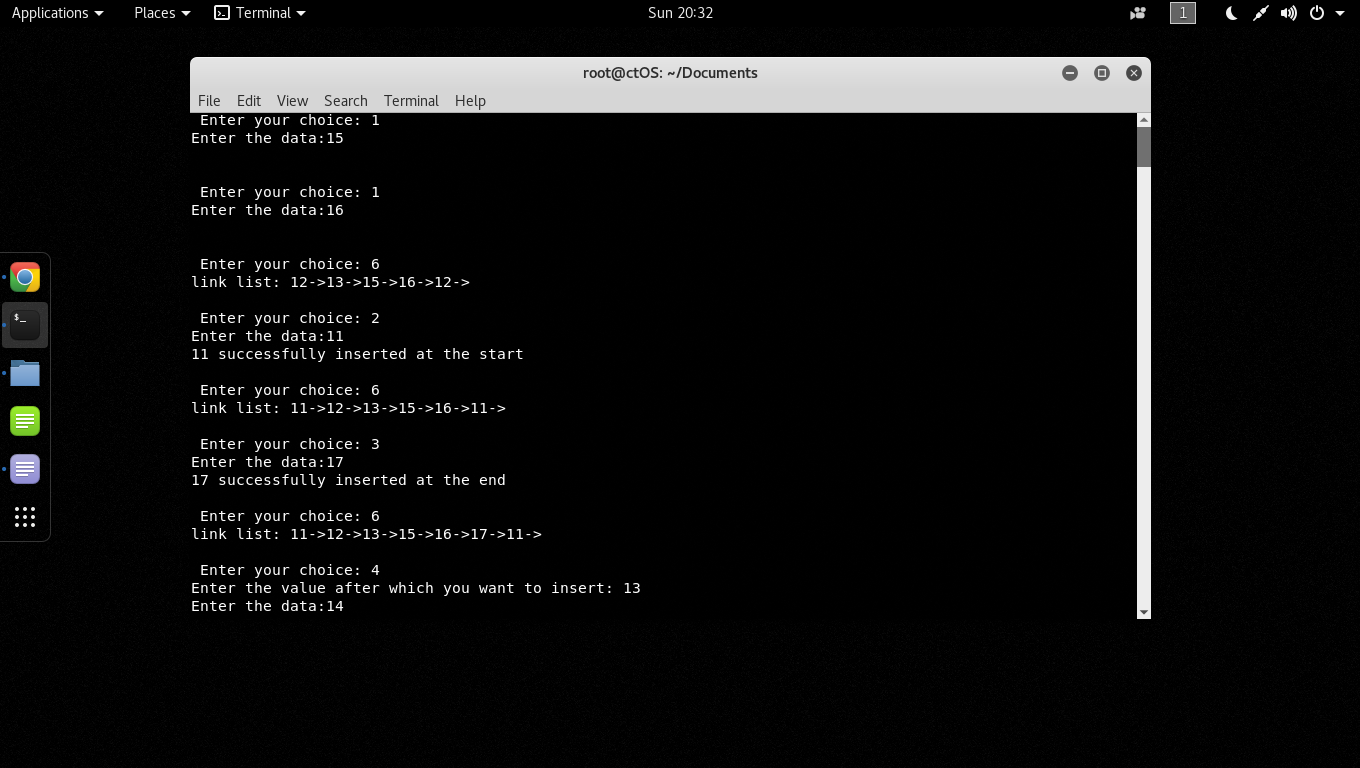 Applications Places Terminal Sun 20:32 1
root@ctOS: ~/Documents
File Edit View Search Terminal Help
Enter your choice: 1
Enter the data:15
Enter your choice: 1
Enter the data:16
Enter your choice: 6
link list: 12->13->15->16->12->
Enter your choice: 2
Enter the data:11
11 successfully inserted at the start
Enter your choice: 6
link list: 11->12->13->15->16->11->
Enter your choice: 3
Enter the data:17
17 successfully inserted at the end
Enter your choice: 6
link list: 11->12->13->15->16->17->11->
Enter your choice: 4
Enter the value after which you want to insert: 13
Enter the data:14
$_